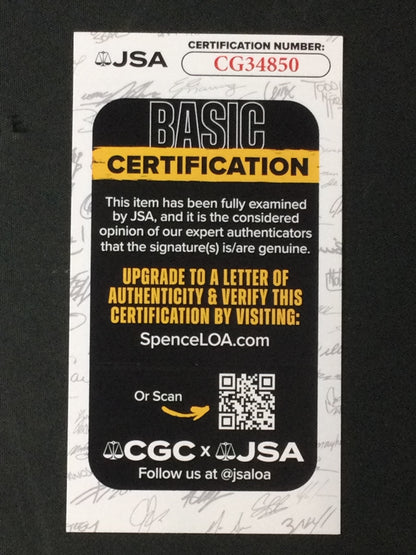 JSA
CERTIFICATION NUMBER:
CG34850
BASIC
CERTIFICATION
This item has been fully examined
by JSA, and it is the considered
opinion of our expert authenticators
that the signature(s) is/are genuine.
UPGRADE TO A LETTER OF
AUTHENTICITY & VERIFY THIS
CERTIFICATION BY VISITING:
SpenceLOA.com
Or Scan
CGC x JSA
Follow us at @jsaloa